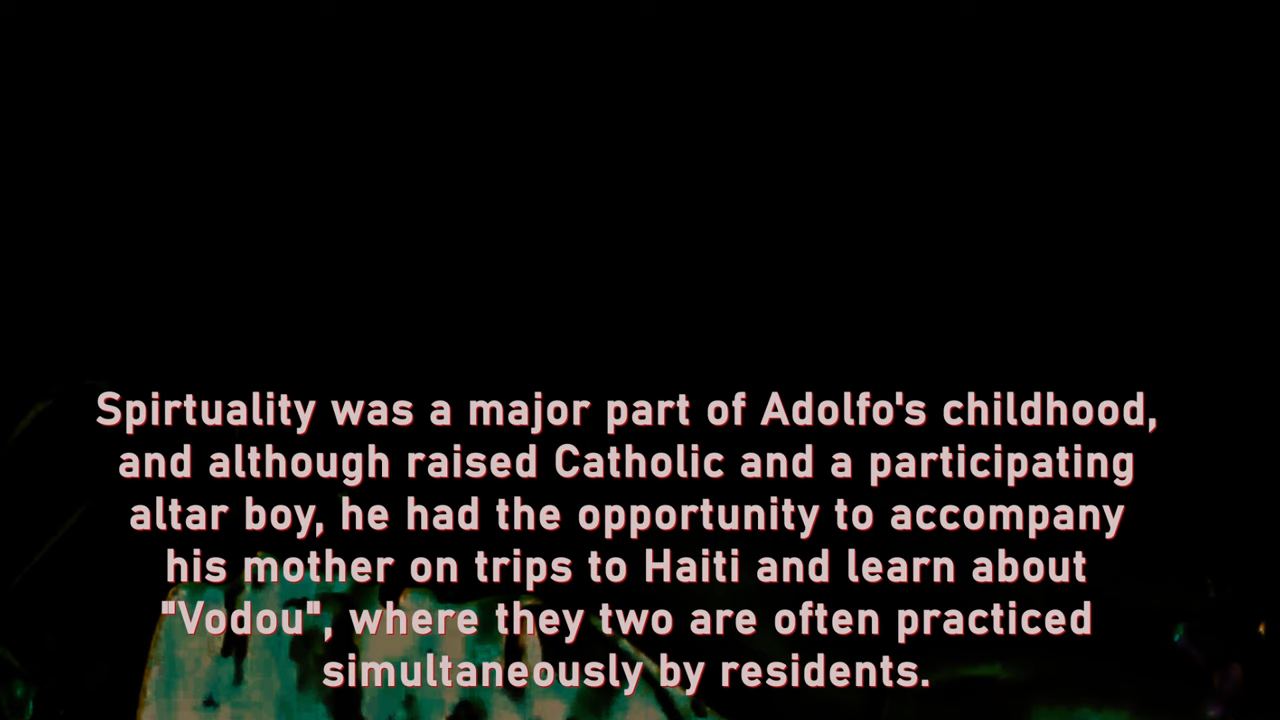 Spirtuality was a major part of Adolfo's childhood,
and although raised Catholic and a participating
altar boy, he had the opportunity to accompany
his mother on trips to Haiti and learn about
"Vodou", where they two are often practiced
simultaneously by residents.